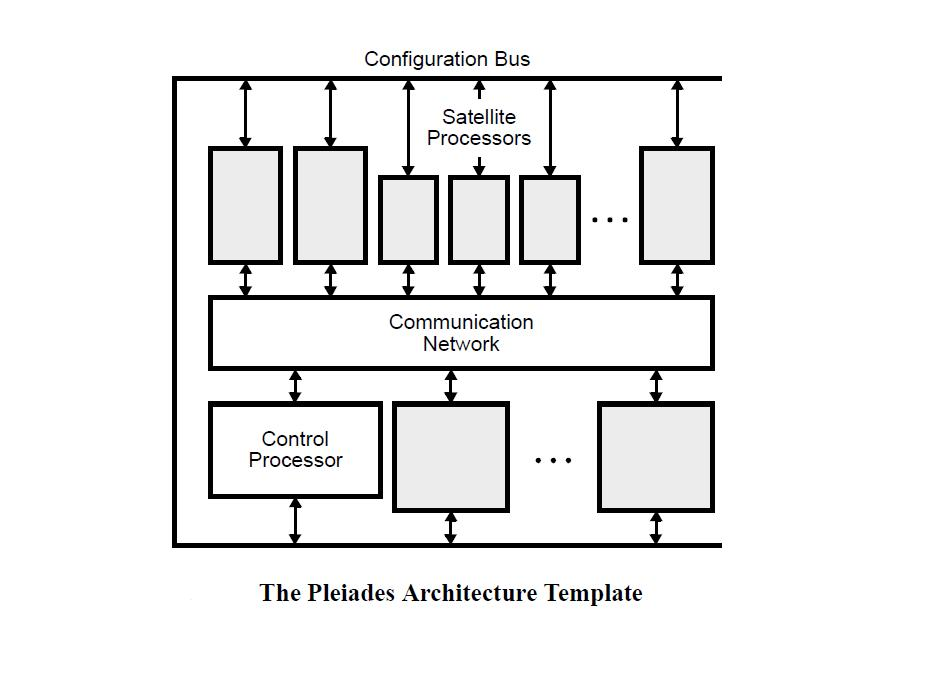 Configuration Bus
Satellite
Processors
. . .
Communication
Network
Control
Processor
. . .
The Pleiades Architecture Template